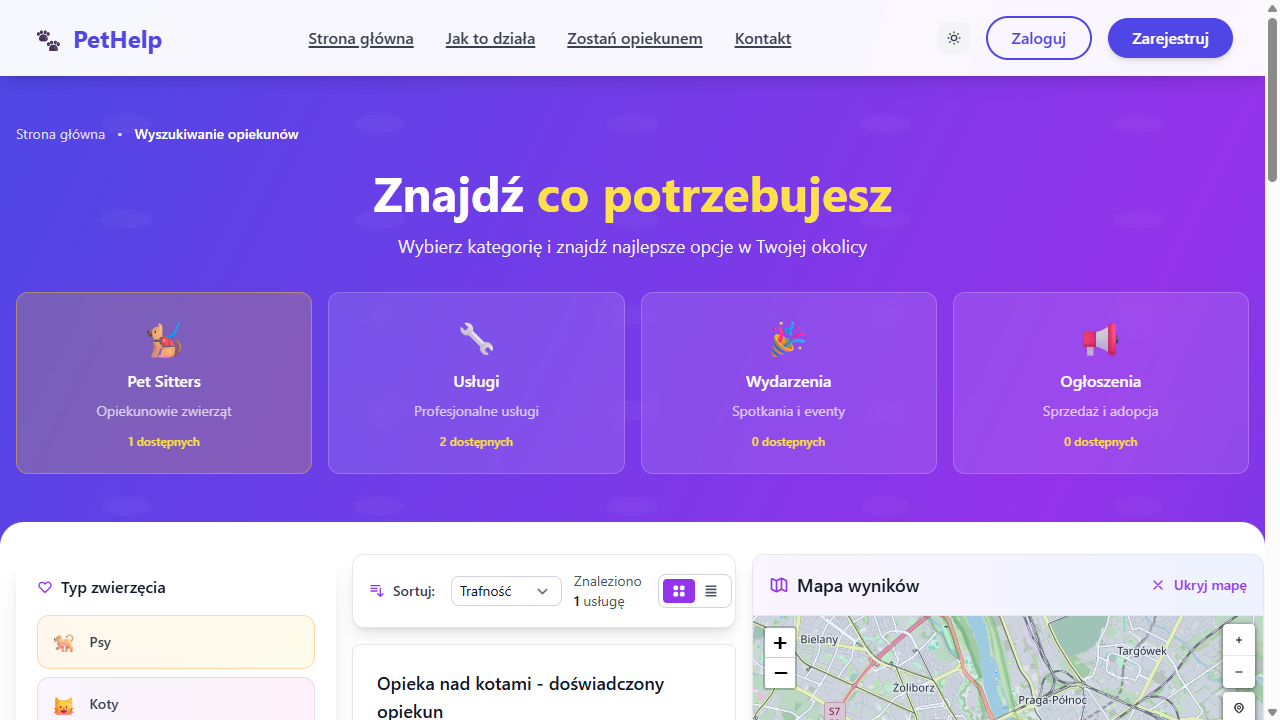 PetHelp
Strona główna
Jak to działa
Zostań opiekunem
Kontakt
Zaloguj
Zarejestruj
Strona główna • Wyszukiwanie opiekunów
Znajdź co potrzebujesz
Wybierz kategorię i znajdź najlepsze opcje w Twojej okolicy
Pet Sitters
Opiekunowie zwierząt
1 dostępnych
Usługi
Profesjonalne usługi
2 dostępnych
Wydarzenia
Spotkania i eventy
0 dostępnych
Ogłoszenia
Sprzedaż i adopcja
0 dostępnych
Typ zwierzęcia
Psy
Koty
Sortuj:
Trafność
Znaleziono
1 usługę
Opieka nad kotami - doświadczony
opiekun
Mapa wyników
Ukryj mapę
+
−
+
−
Bielany
Targówek
Żoliborz
Praga-Północ
S7